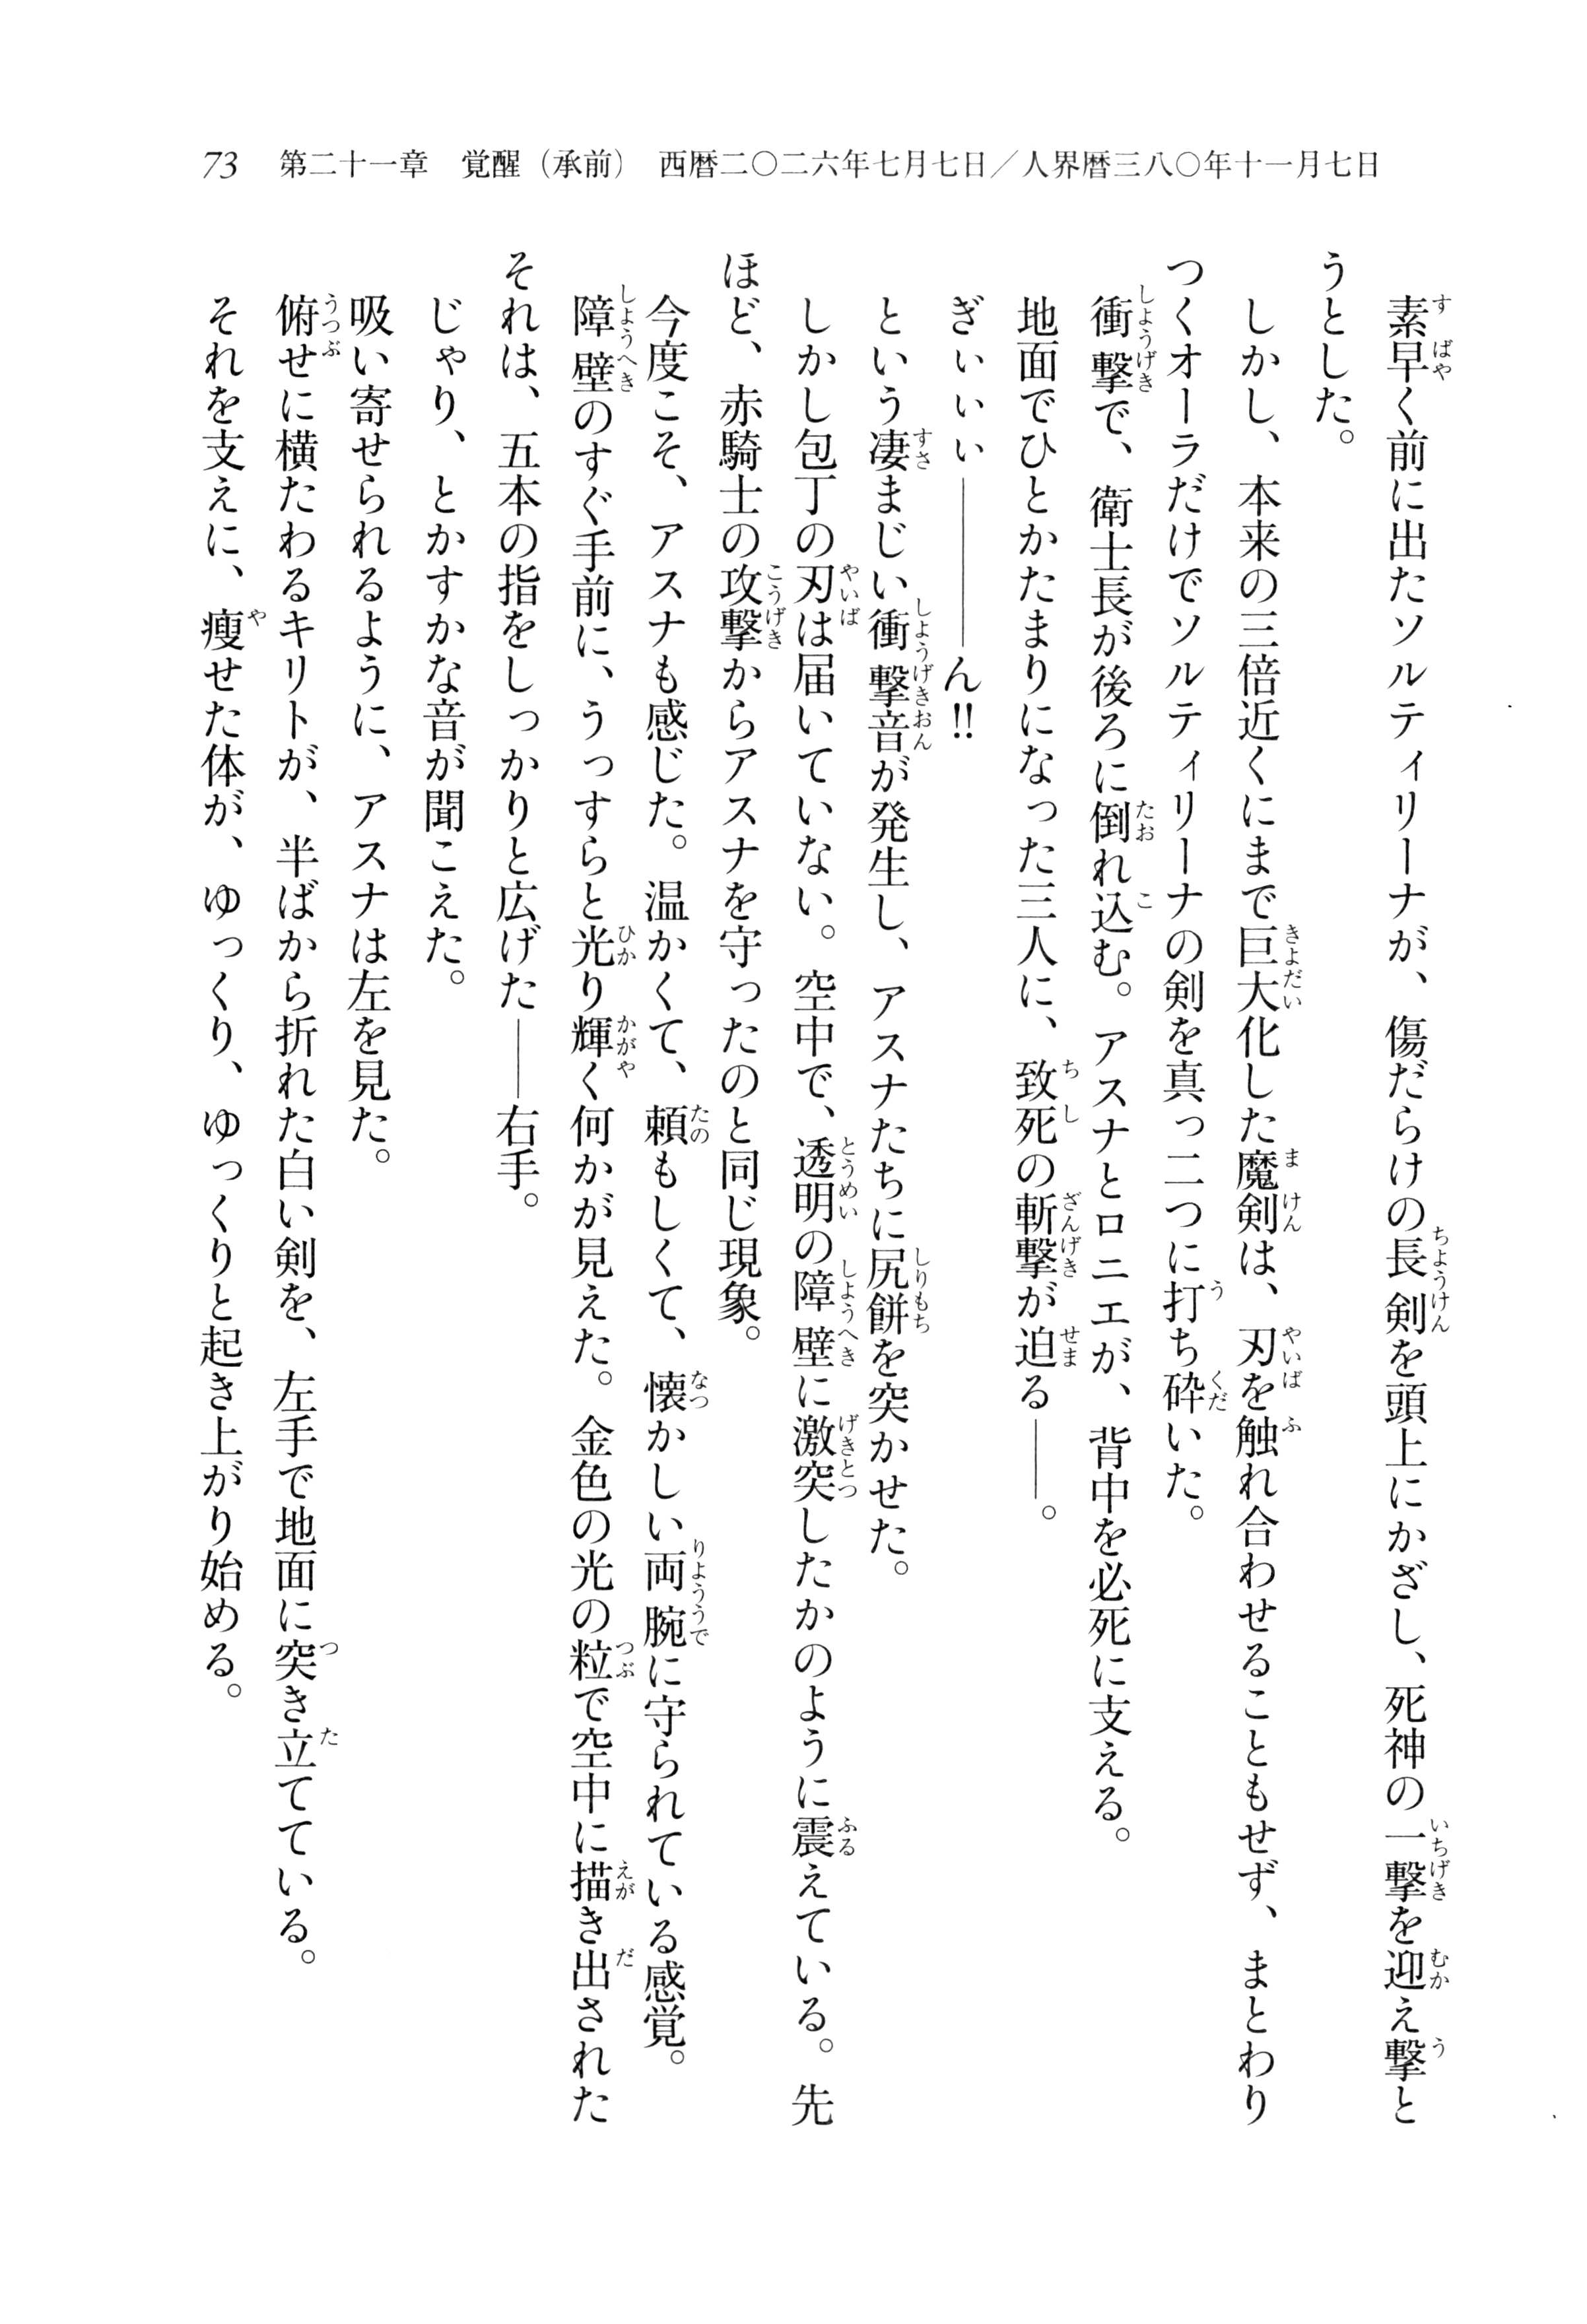 73　第二十一章　覚醒（承前）　西暦二〇二六年七月七日／人界暦三八〇年十一月七日
素早く前に出たソルティリーナが、傷だらけの長剣を頭上にかざし、死神の一撃を迎え撃と
うとした。
しかし、本来の三倍近くにまで巨大化した魔剣は、刃を触れ合わせることもせず、まとわり
つくオーラだけでソルティリーナの剣を真っ二つに打ち砕いた。
衝撃で、衛士長が後ろに倒れ込む。アスナとロニエが、背中を必死に支える。
地面でひとかたまりになった三人に、致死の斬撃が迫る――。
ぎぃぃぃ――――ん!!
という凄まじい衝撃音が発生し、アスナたちに尻餅を突かせた。
しかし包丁の刃は届いていない。空中で、透明の障壁に激突したかのように震えている。先
ほど、赤騎士の攻撃からアスナを守ったのと同じ現象。
今度こそ、アスナも感じた。温かくて、頼もしくて、懐かしい両腕に守られている感覚。
障壁のすぐ手前に、うっすらと光り輝く何かが見えた。金色の光の粒で空中に描き出された
それは、五本の指をしっかりと広げた――右手。
じゃり、とかすかな音が聞こえた。
吸い寄せられるように、アスナは左を見た。
俯せに横たわるキリトが、半ばから折れた白い剣を、左手で地面に突き立てている。
それを支えに、痩せた体が、ゆっくり、ゆっくりと起き上がり始める。